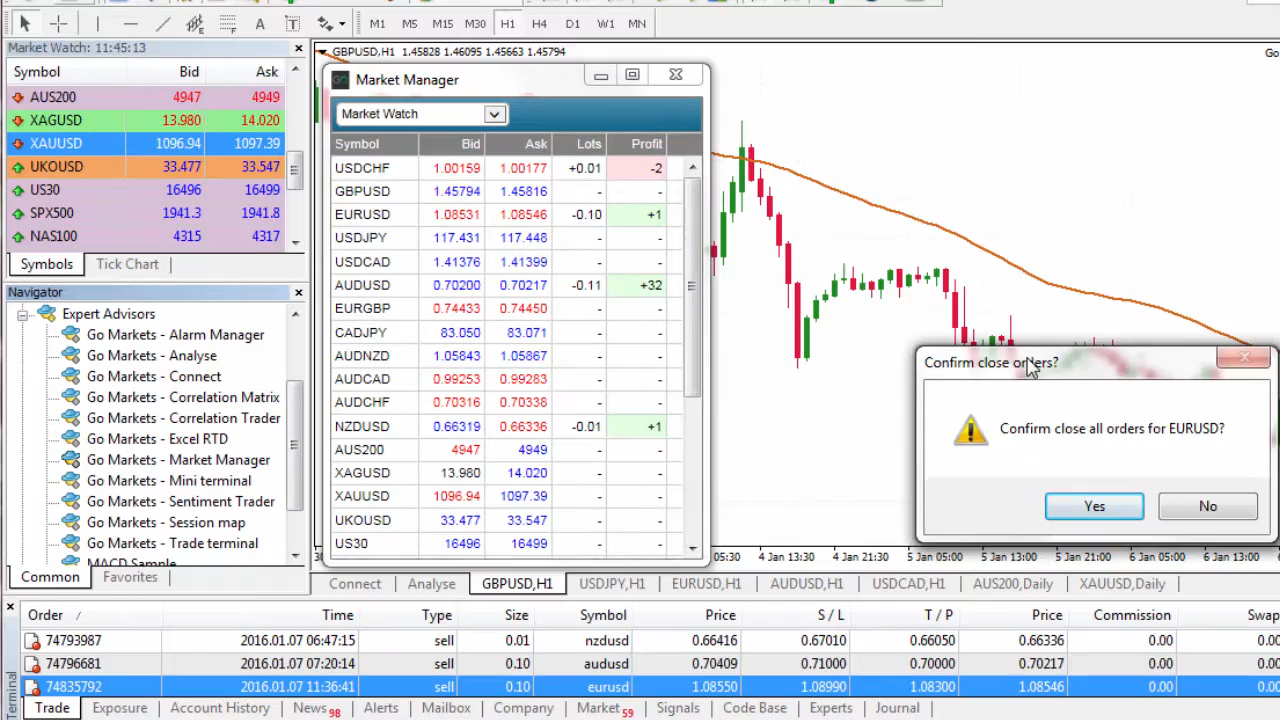 M1 M5 M15 M30 H1 H4 D1 W1 MN
A T
Market Watch: 11:45:13
Symbol Bid Ask
AUS200 4947 4949
XAGUSD 13.980 14.020
XAUUSD 1096.94 1097.39
UKOUSD 33.477 33.547
US30 16496 16499
SPX500 1941.3 1941.8
NAS100 4315 4317
Symbols Tick Chart
Navigator
Expert Advisors
Go Markets - Alarm Manager
Go Markets - Analyse
Go Markets - Connect
Go Markets - Correlation Matrix
Go Markets - Correlation Trader
Go Markets - Excel RTD
Go Markets - Market Manager
Go Markets - Mini terminal
Go Markets - Sentiment Trader
Go Markets - Session map
Go Markets - Trade terminal
MACD Sample
Common Favorites
GBPUSD,H1 1.45828 1.46095 1.45663 1.45794
Go
Market Manager
Market Watch
Symbol Bid Ask Lots Profit
USDCHF 1.00159 1.00177 +0.01 -2
GBPUSD 1.45794 1.45816 - -
EURUSD 1.08531 1.08546 -0.10 +1
USDJPY 117.431 117.448 - -
USDCAD 1.41376 1.41399 - -
AUDUSD 0.70200 0.70217 -0.11 +32
EURGBP 0.74433 0.74450 - -
CADJPY 83.050 83.071 - -
AUDNZD 1.05843 1.05867 - -
AUDCAD 0.99253 0.99283 - -
AUDCHF 0.70316 0.70338 - -
NZDUSD 0.66319 0.66336 -0.01 +1
AUS200 4947 4949 - -
XAGUSD 13.980 14.020 - -
XAUUSD 1096.94 1097.39 - -
UKOUSD 33.477 33.547 - -
US30 16496 16499 - -
Confirm close orders?
Confirm close all orders for EURUSD?
Yes No
30 05:30 4 Jan 13:30 4 Jan 21:30 5 Jan 05:30 5 Jan 13:00 5 Jan 21:00 6 Jan 05:00 6 Jan 13:00
Connect Analyse GBPUSD,H1 USDJPY,H1 EURUSD,H1 AUDUSD,H1 USDCAD,H1 AUS200,Daily XAUUSD,Daily
Order / Time Type Size Symbol Price S / L T / P Price Commission Swap
74793987 2016.01.07 06:47:15 sell 0.01 nzdusd 0.66416 0.67010 0.66050 0.66336 0.00 0.00
74796681 2016.01.07 07:20:14 sell 0.10 audusd 0.70409 0.71000 0.70000 0.70217 0.00 0.00
74835792 2016.01.07 11:36:41 sell 0.10 eurusd 1.08550 1.08990 1.08300 1.08546 0.00 0.00
Terminal
Trade Exposure Account History News 98 Alerts Mailbox Company Market 59 Signals Code Base Experts Journal